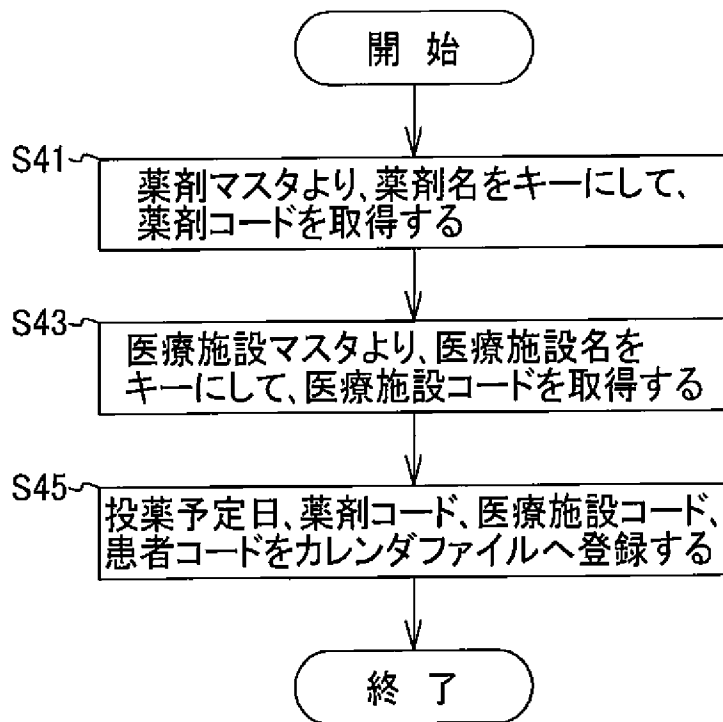 開始
S41
薬剤マスタより、薬剤名をキーにして、
薬剤コードを取得する
S43
医療施設マスタより、医療施設名を
キーにして、医療施設コードを取得する
S45
投薬予定日、薬剤コード、医療施設コード、
患者コードをカレンダファイルへ登録する
終了